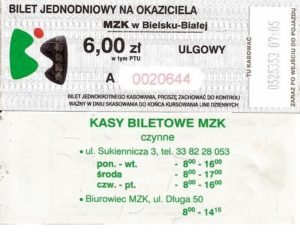 BILET JEDNODNIOWY NA OKAZICIELA
MZK w Bielsku-Białej
6,00 zł ULGOWY
w tym PTU
A 0020644
BILET JEDNOKROTNEGO KASOWANIA, PROSZĘ ZACHOWAĆ DO KONTROLI
WAŻNY W DNIU SKASOWANIA DO KOŃCA KURSOWANIA LINII DZIENNYCH
TU KASOWAĆ
ZARAZ PO WEJŚCIU DO POJAZDU
KASY BILETOWE MZK
czynne
• ul. Sukiennicza 3, tel. 33 82 28 053
pon. - wt. - 8⁰⁰ - 16⁰⁰
środa - 8⁰⁰ - 17⁰⁰
czw. - pt. - 8⁰⁰ - 16⁰⁰
• Biurowiec MZK, ul. Długa 50
8⁰⁰ - 14¹⁵